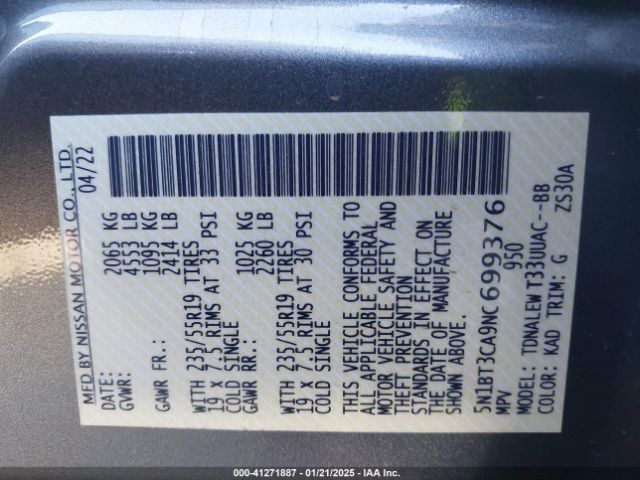 MFD BY NISSAN MOTOR CO., LTD.
DATE: 04/22
GVWR: 2065 KG
4553 LB
GAWR FR.: 1095 KG
2414 LB
WITH 235/55R19 TIRES
19 x 7.5 RIMS AT 33 PSI
COLD SINGLE
GAWR RR.: 1025 KG
2260 LB
WITH 235/55R19 TIRES
19 x 7.5 RIMS AT 30 PSI
COLD SINGLE
THIS VEHICLE CONFORMS TO
ALL APPLICABLE FEDERAL
MOTOR VEHICLE SAFETY AND
STANDARDS IN EFFECT ON
THE DATE OF MANUFACTURE
SHOWN ABOVE.
5N1BT3CA9NC699376
MPV 950
MODEL: TDNALEW T33UUAC--BB
COLOR: KAD TRIM: G ZS30A
000-41271887 | 01/21/2025 - IAA Inc.